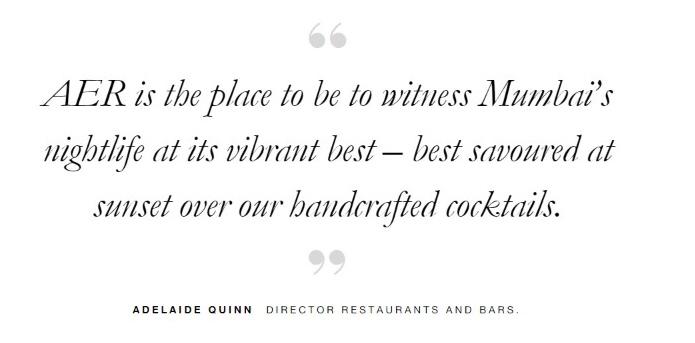 “
AER is the place to be to witness Mumbai’s
nightlife at its vibrant best – best savoured at
sunset over our handcrafted cocktails.
”
ADELAIDE QUINN DIRECTOR RESTAURANTS AND BARS.